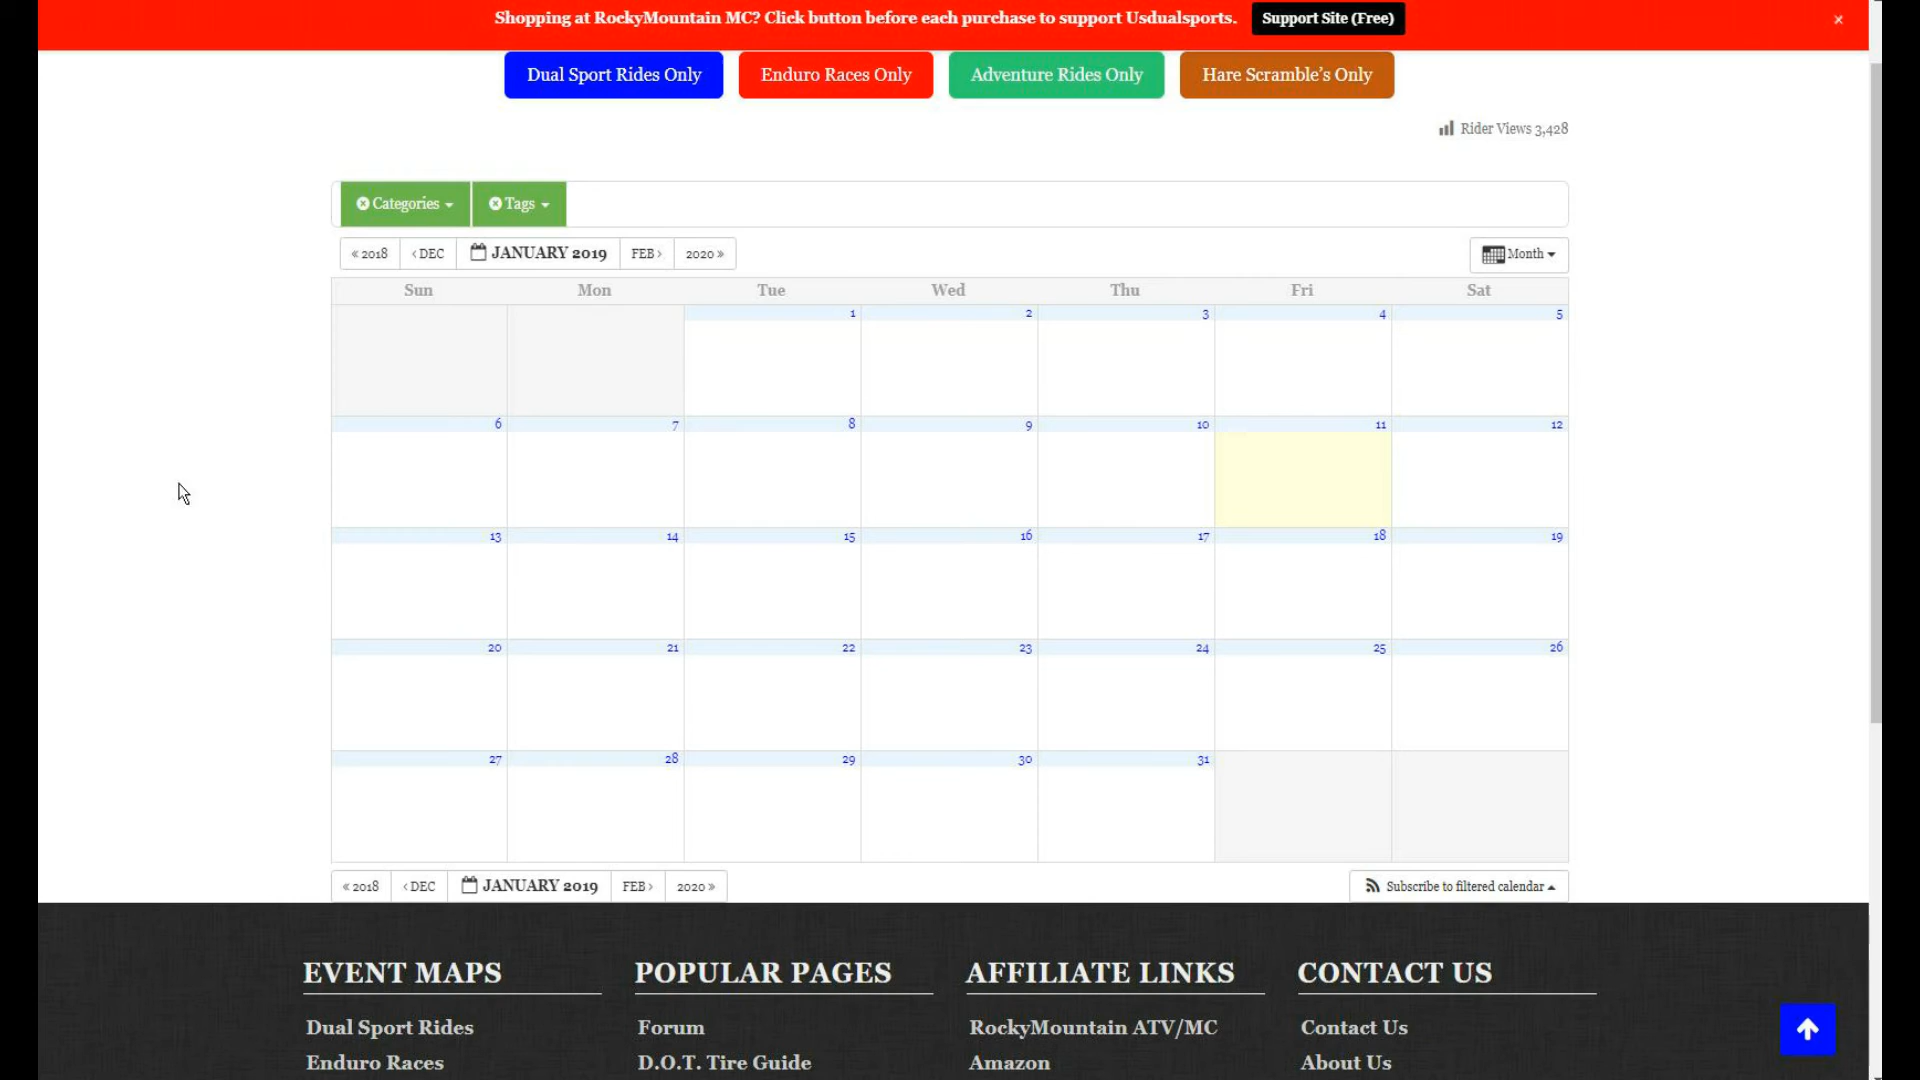 Shopping at RockyMountain MC? Click button before each purchase to support Usdualsports. Support Site (Free) ×
Dual Sport Rides Only Enduro Races Only Adventure Rides Only Hare Scramble's Only
Rider Views 3,428
Categories Tags
« 2018 ‹ DEC JANUARY 2019 FEB › 2020 » Month
Sun Mon Tue Wed Thu Fri Sat
1 2 3 4 5
6 7 8 9 10 11 12
13 14 15 16 17 18 19
20 21 22 23 24 25 26
27 28 29 30 31
« 2018 ‹ DEC JANUARY 2019 FEB › 2020 » Subscribe to filtered calendar
EVENT MAPS POPULAR PAGES AFFILIATE LINKS CONTACT US
Dual Sport Rides Forum RockyMountain ATV/MC Contact Us
Enduro Races D.O.T. Tire Guide Amazon About Us